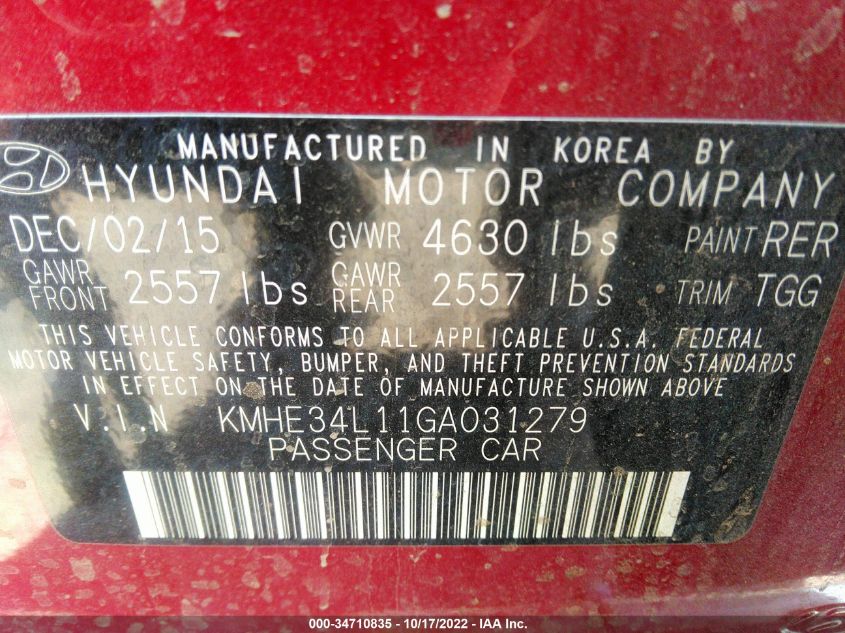 MANUFACTURED IN KOREA BY
HYUNDAI MOTOR COMPANY
DEC/02/15 GVWR 4630 lbs PAINT RER
GAWR FRONT 2557 lbs GAWR REAR 2557 lbs TRIM TGG
THIS VEHICLE CONFORMS TO ALL APPLICABLE U.S.A. FEDERAL
MOTOR VEHICLE SAFETY, BUMPER, AND THEFT PREVENTION STANDARDS
IN EFFECT ON THE DATE OF MANUFACTURE SHOWN ABOVE
V.I.N KMHE34L11GA031279
PASSENGER CAR
000-34710835 - 10/17/2022 - IAA Inc.